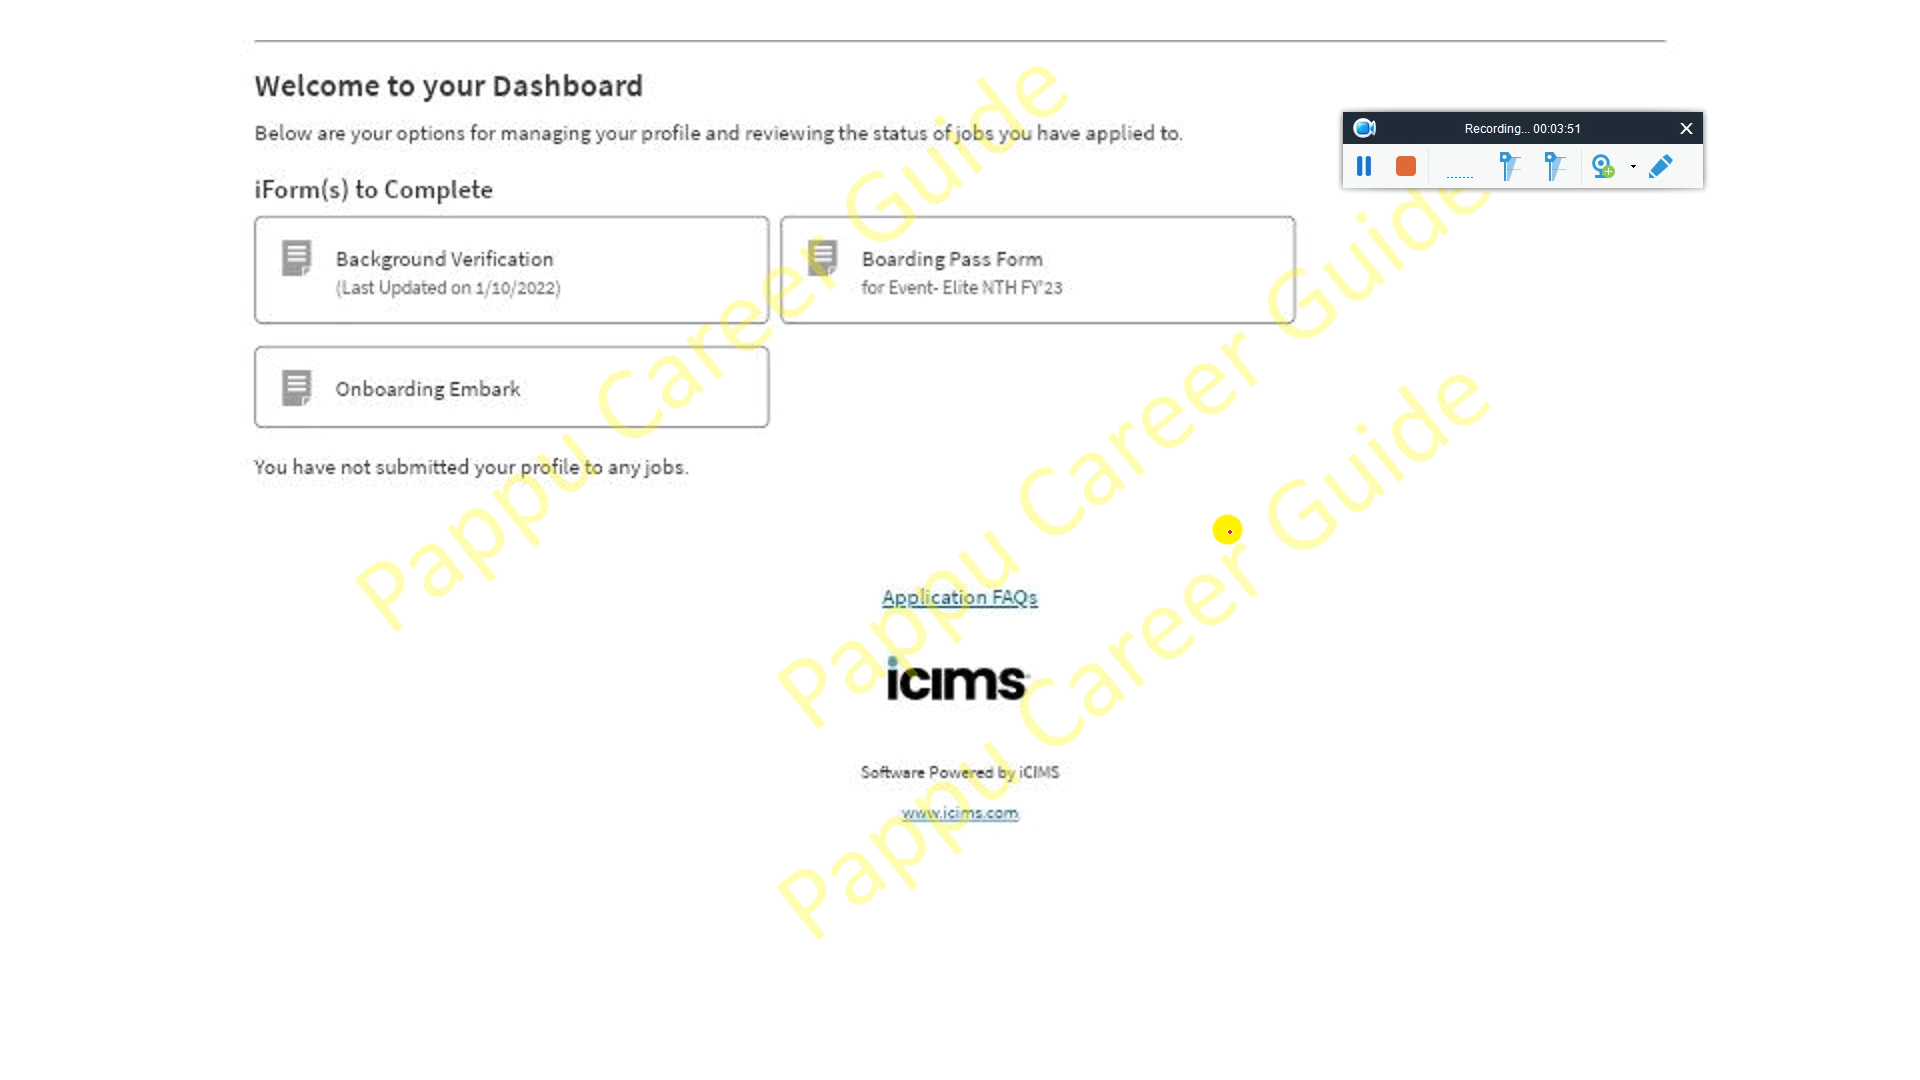 Welcome to your Dashboard
Below are your options for managing your profile and reviewing the status of jobs you have applied to.
Recording... 00:03:51
iForm(s) to Complete
Background Verification
(Last Updated on 1/10/2022)
Boarding Pass Form
for Event- Elite NTH FY'23
Onboarding Embark
You have not submitted your profile to any jobs.
Application FAQs
icims
Software Powered by iCIMS
www.icims.com
Pappu Career Guide
Pappu Career Guide
Pappu Career Guide